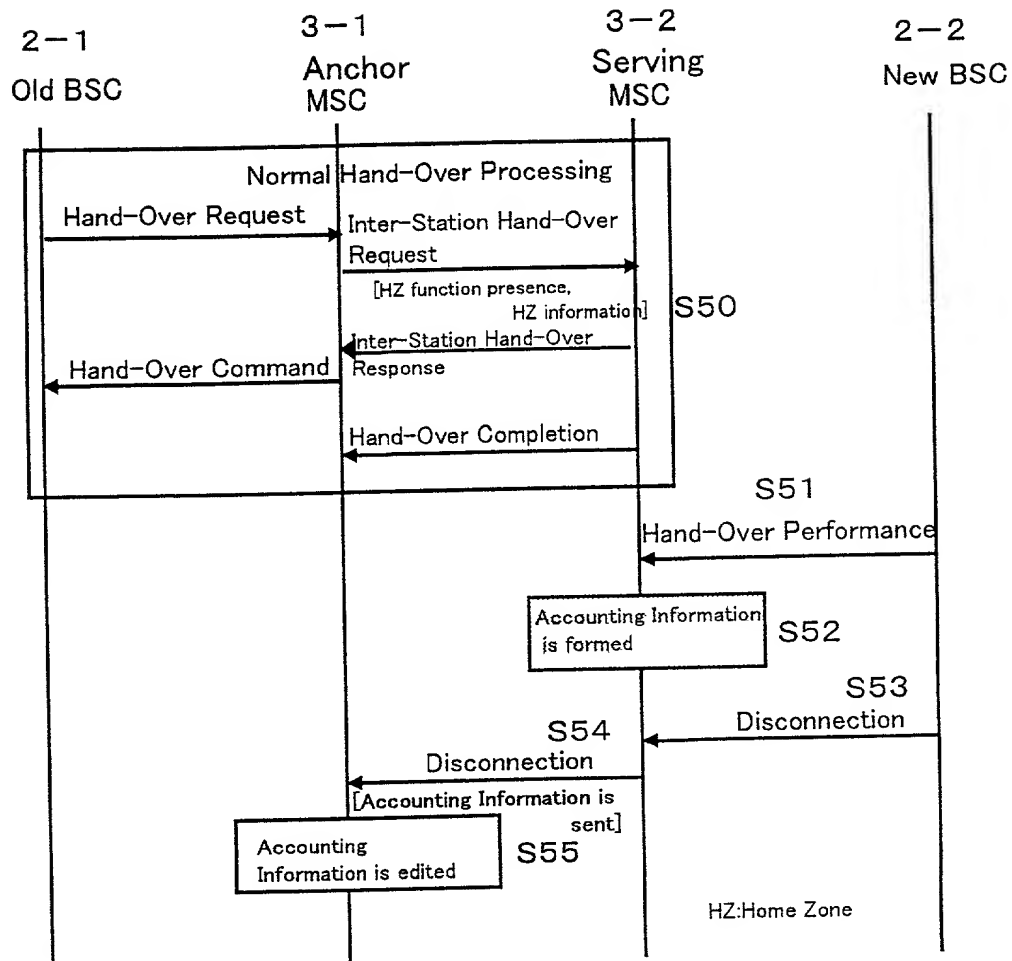 2-1
Old BSC
3-1
Anchor
MSC
3-2
Serving
MSC
2-2
New BSC
Normal Hand-Over Processing
Hand-Over Request
Inter-Station Hand-Over
Request
[HZ function presence,
HZ information]
S50
Inter-Station Hand-Over
Response
Hand-Over Command
Hand-Over Completion
S51
Hand-Over Performance
Accounting Information
is formed
S52
S53
Disconnection
S54
Disconnection
[Accounting Information is
sent]
Accounting
Information is edited
S55
HZ:Home Zone